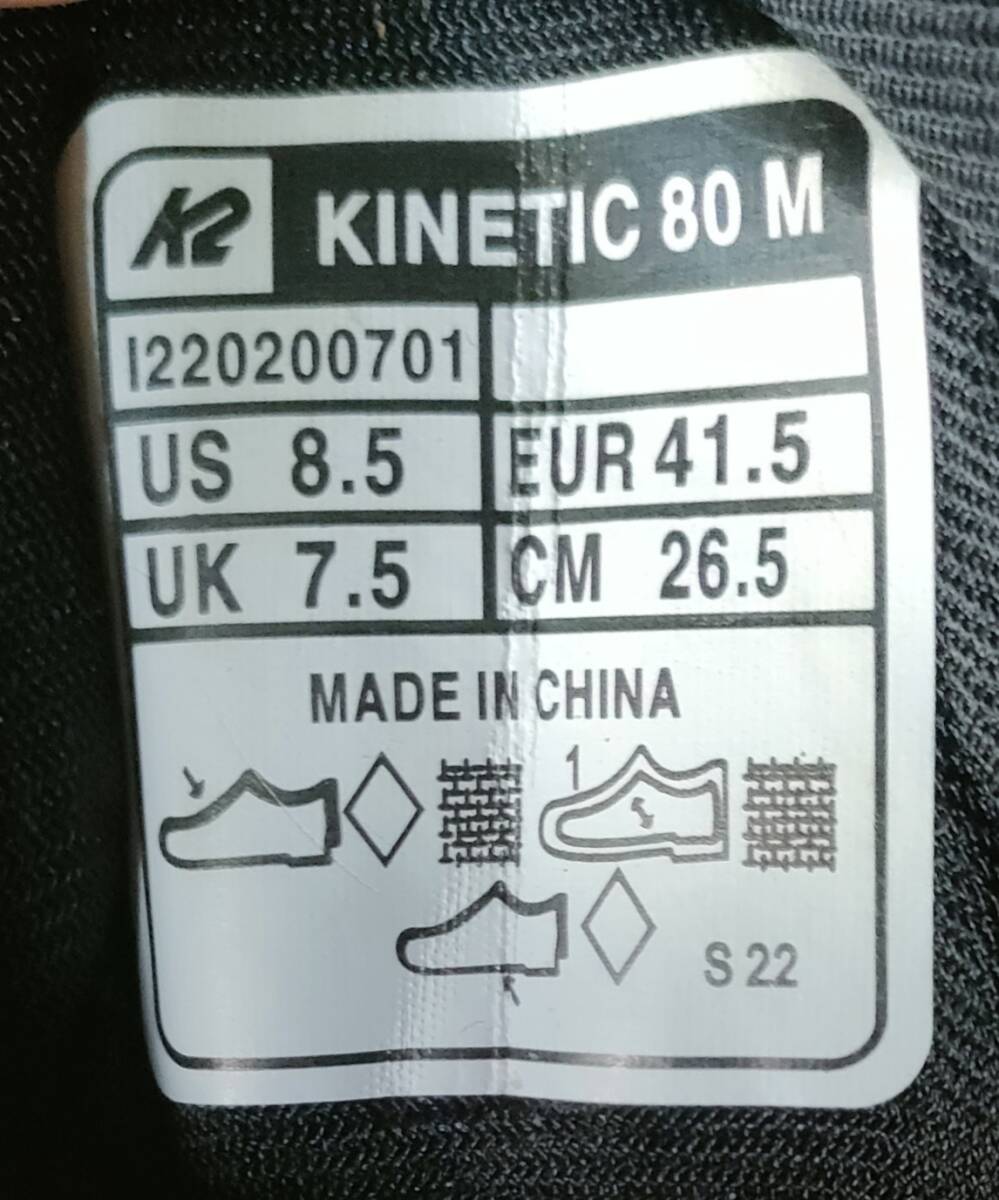 K2 KINETIC 80 M
I220200701
US 8.5 EUR 41.5
UK 7.5 CM 26.5
MADE IN CHINA
1
S 22